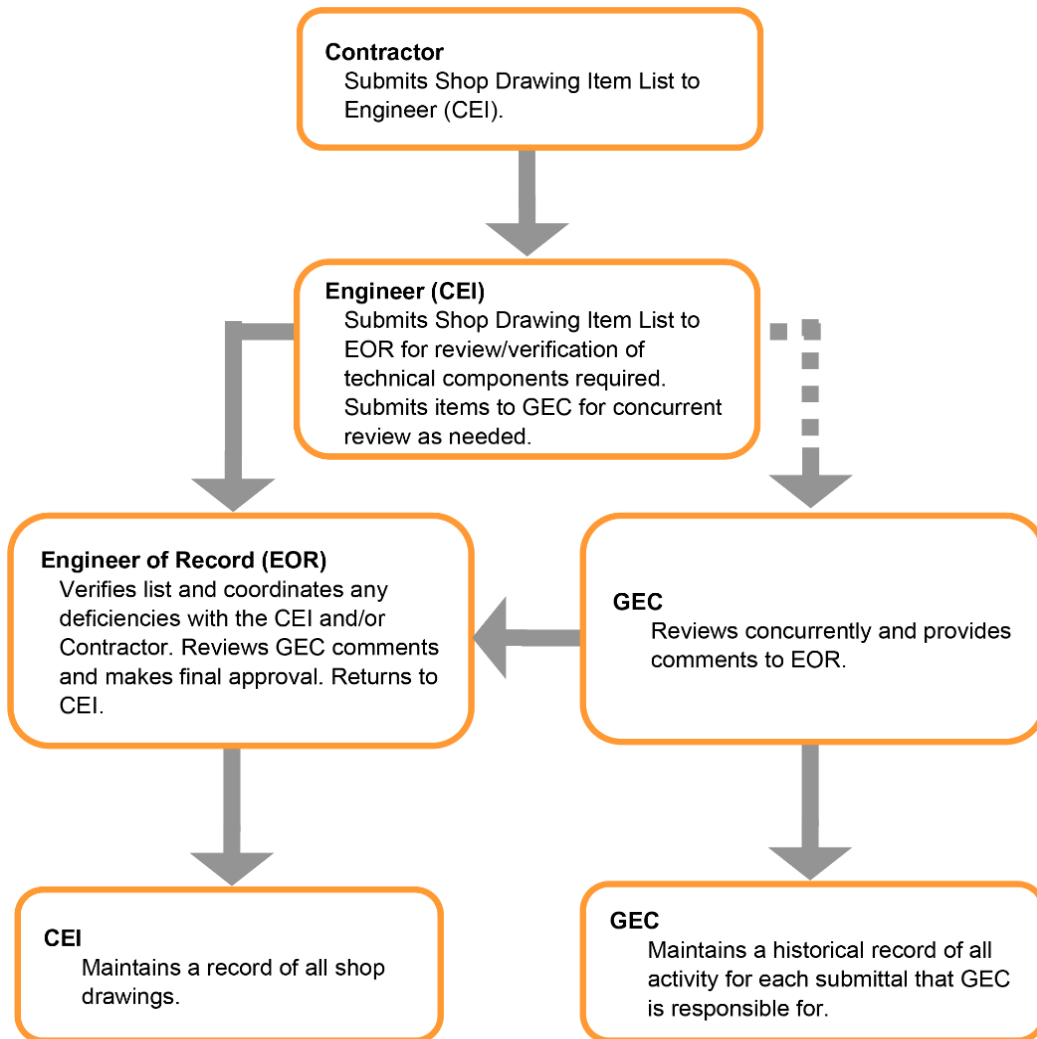 Contractor
Submits Shop Drawing Item List to
Engineer (CEI).
Engineer (CEI)
Submits Shop Drawing Item List to
EOR for review/verification of
technical components required.
Submits items to GEC for concurrent
review as needed.
Engineer of Record (EOR)
Verifies list and coordinates any
deficiencies with the CEI and/or
Contractor. Reviews GEC comments
and makes final approval. Returns to
CEI.
GEC
Reviews concurrently and provides
comments to EOR.
CEI
Maintains a record of all shop
drawings.
GEC
Maintains a historical record of all
activity for each submittal that GEC
is responsible for.